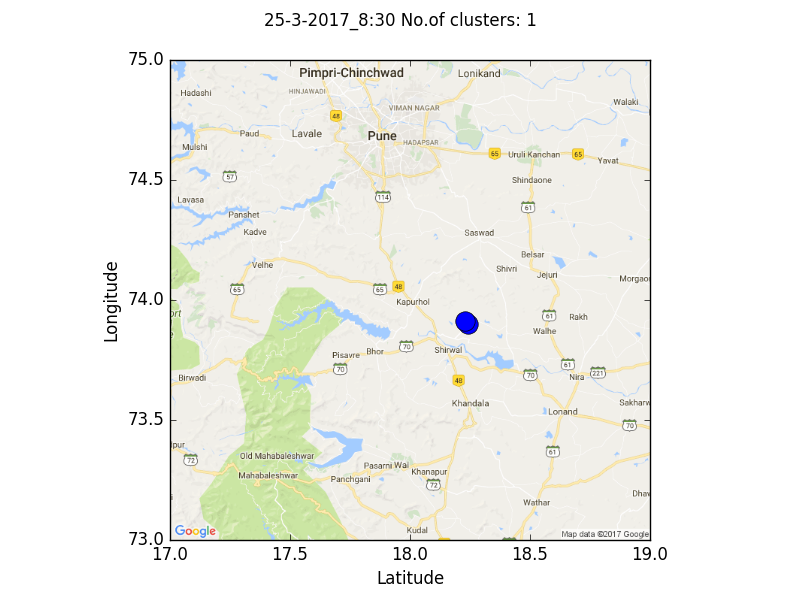 25-3-2017_8:30 No.of clusters: 1
75.0
Pimpri-Chinchwad
Lonikand
Hadashi
HINJAWADI
Walaki
VIMAN NAGAR
48
Paud
Lavale
Pune
HADAPSAR
Mulshi
65
Uruli Kanchan
65
Yavat
74.5
57
Shindaone
114
Lavasa
61
Panshet
Kadve
Saswad
Belsar
Velhe
Shivri
Jejuri
Morgao
65
65
48
74.0
Kapurhol
ort
61
Rakh
Walhe
Longitude
70
Shirwal
Pisavre
Bhor
70
61
70
221
Nira
Birwadi
48
73.5
Khandala
Lonand
Sakharw
70
lpur
72
Old Mahabaleshwar
61
Pasarni
Wai
Mahabaleshwar
Panchgani
Khanapur
72
Dhav
Wathar
Kudal
Google
Map data ©2017 Google
73.0
17.0 17.5 18.0 18.5 19.0
Latitude